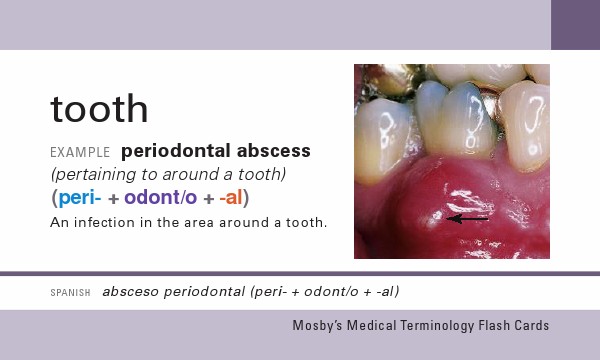 tooth
EXAMPLE periodontal abscess
(pertaining to around a tooth)
(peri- + odont/o + -al)
An infection in the area around a tooth.
SPANISH absceso periodontal (peri- + odont/o + -al)
Mosby's Medical Terminology Flash Cards